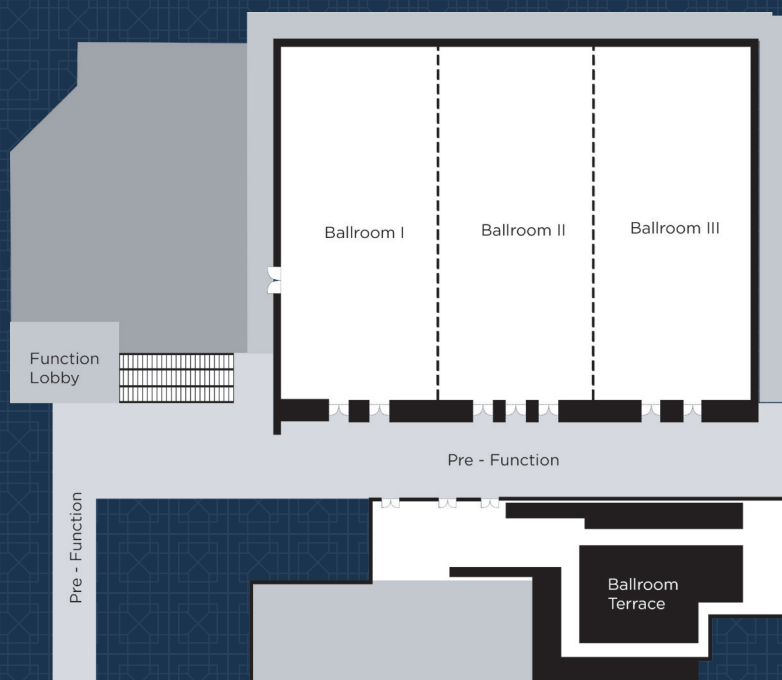 Ballroom I
Ballroom II
Ballroom III
Function
Lobby
Pre - Function
Pre - Function
Ballroom
Terrace